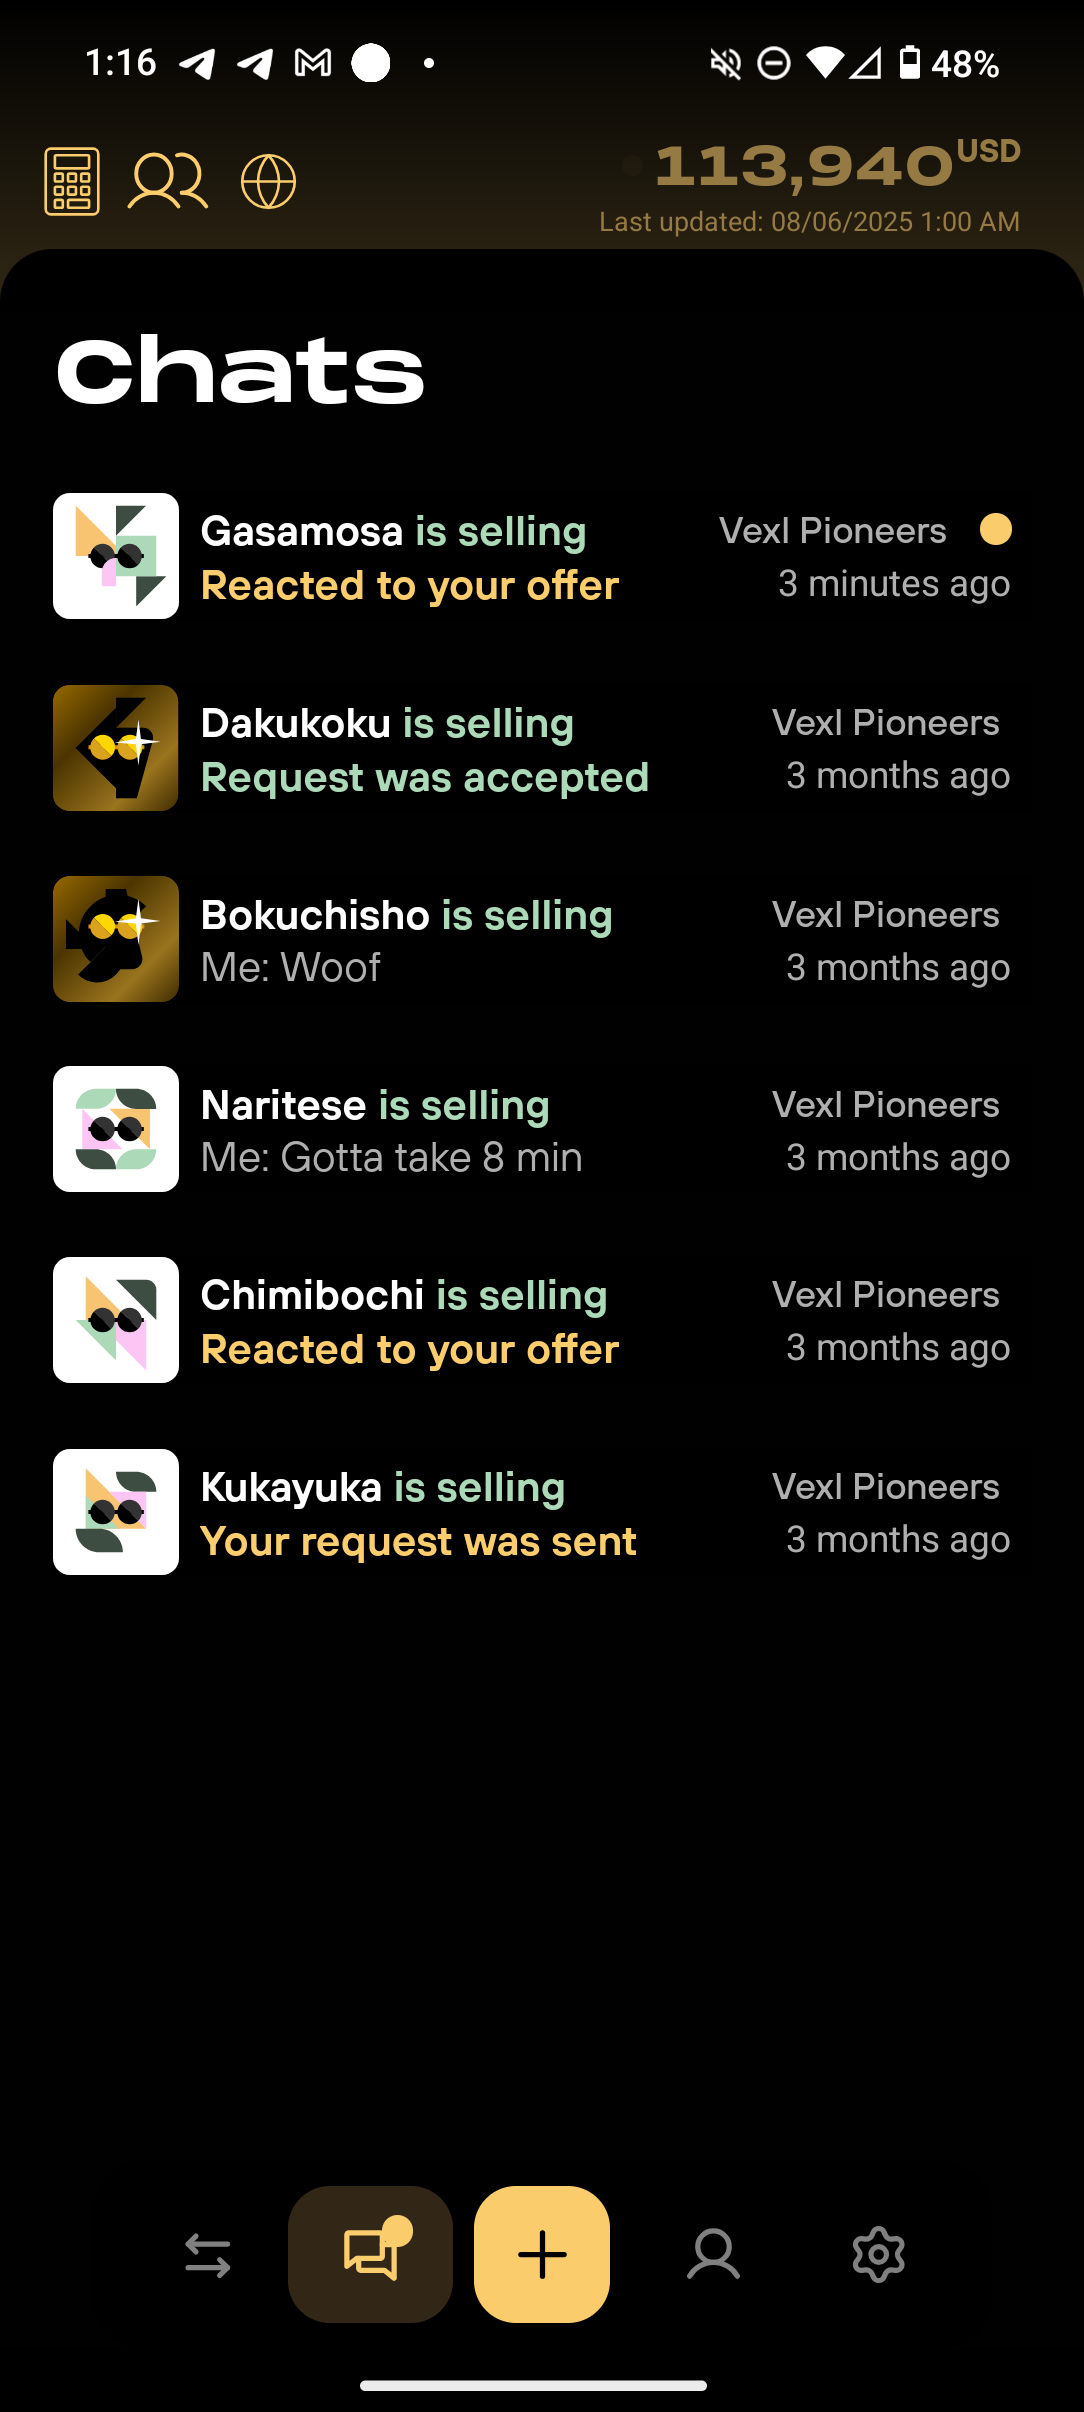 1:16
48%
113,940 USD
Last updated: 08/06/2025 1:00 AM
chats
Gasamosa is selling
Vexl Pioneers
Reacted to your offer
3 minutes ago
Dakukoku is selling
Vexl Pioneers
Request was accepted
3 months ago
Bokuchisho is selling
Vexl Pioneers
Me: Woof
3 months ago
Naritese is selling
Vexl Pioneers
Me: Gotta take 8 min
3 months ago
Chimibochi is selling
Vexl Pioneers
Reacted to your offer
3 months ago
Kukayuka is selling
Vexl Pioneers
Your request was sent
3 months ago